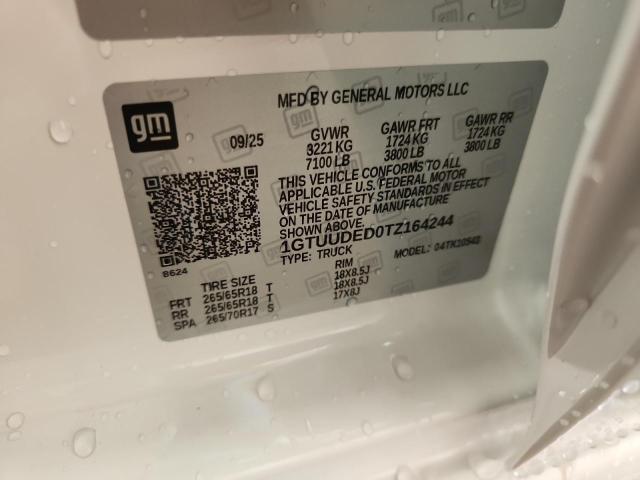 MFD BY GENERAL MOTORS LLC
gm
09/25
GVWR GAWR FRT GAWR RR
3221 KG 1724 KG 1724 KG
7100 LB 3800 LB 3800 LB
THIS VEHICLE CONFORMS TO ALL
APPLICABLE U.S. FEDERAL MOTOR
VEHICLE SAFETY STANDARDS IN EFFECT
ON THE DATE OF MANUFACTURE
SHOWN ABOVE.
1GTUUDED0TZ164244
TYPE: TRUCK MODEL: 04TK10543
8624
TIRE SIZE RIM
FRT 265/65R18 T 18X8.5J
RR 265/65R18 T 18X8.5J
SPA 265/70R17 S 17X8J